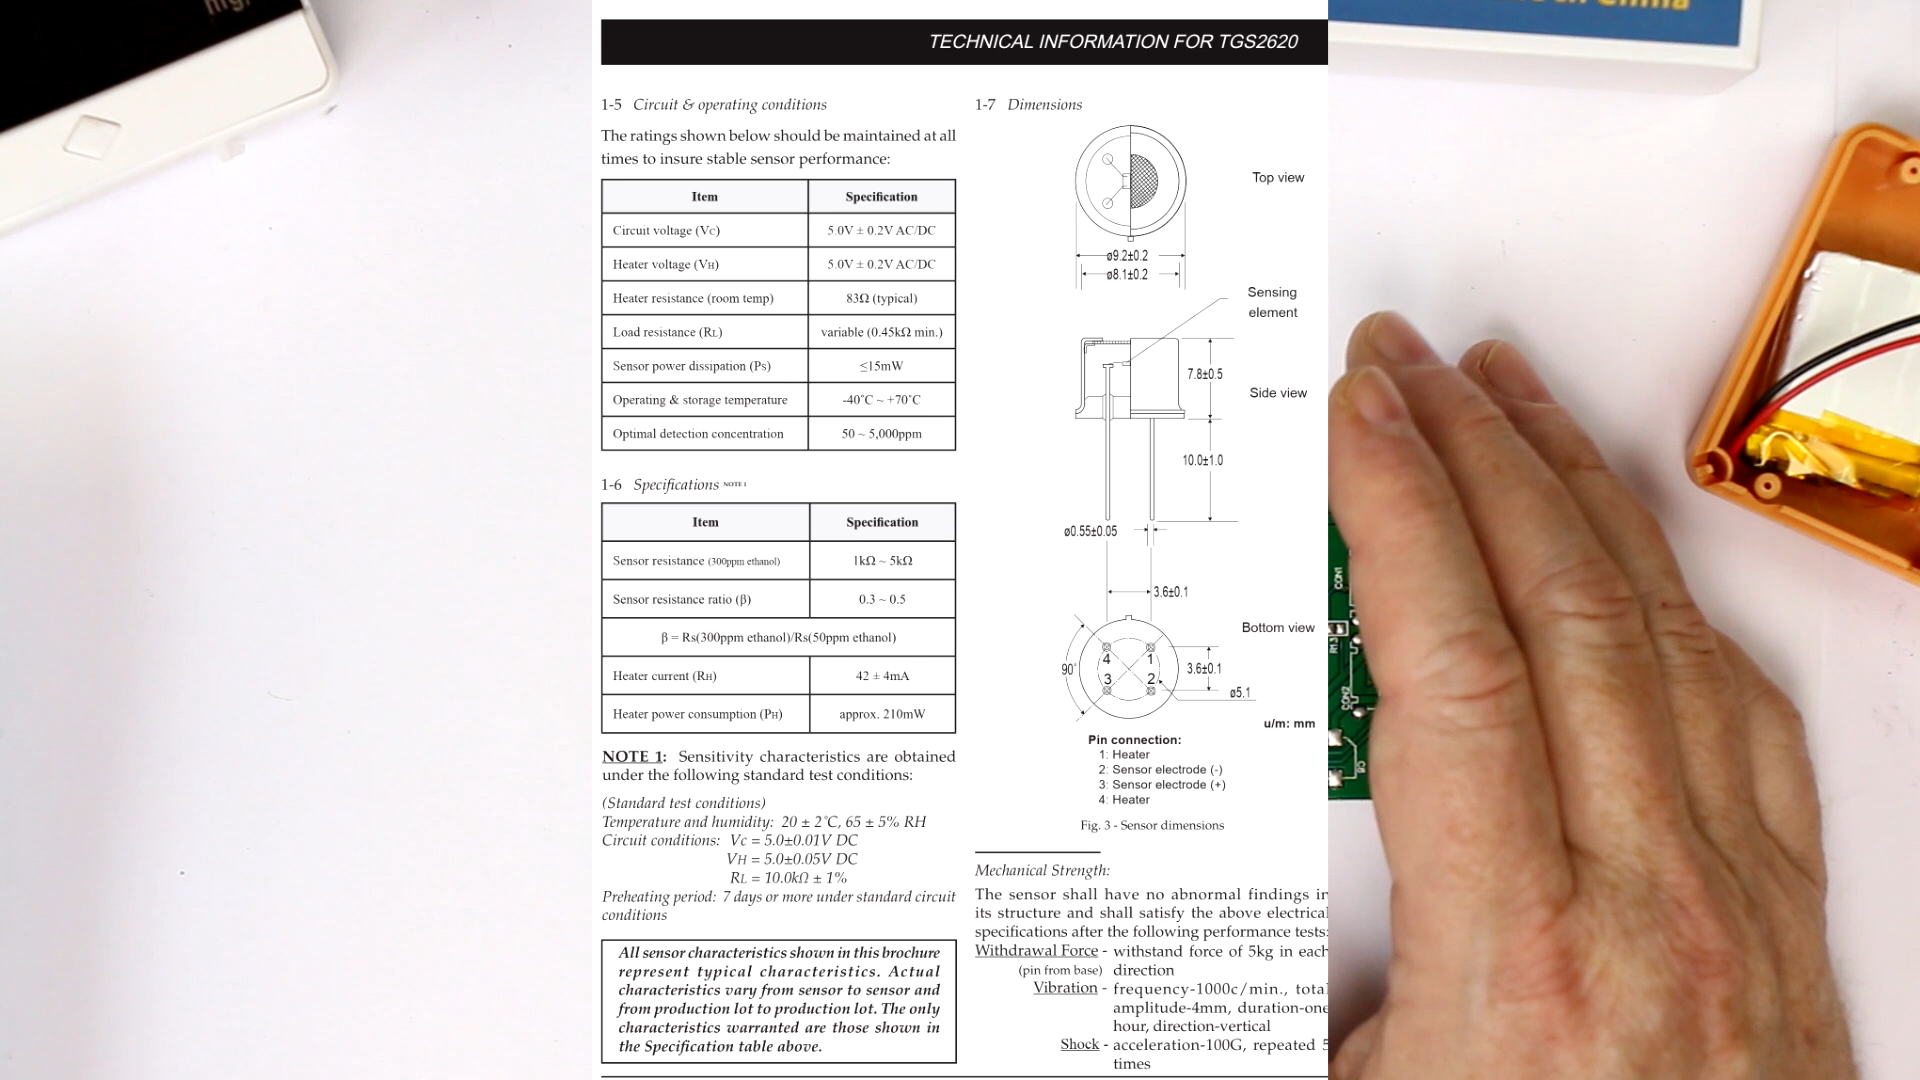 TECHNICAL INFORMATION FOR TGS2620
1-5 Circuit & operating conditions
The ratings shown below should be maintained at all
times to insure stable sensor performance:
Item Specification
Circuit voltage (Vc) 5.0V ± 0.2V AC/DC
Heater voltage (VH) 5.0V ± 0.2V AC/DC
Heater resistance (room temp) 83Ω (typical)
Load resistance (RL) variable (0.45kΩ min.)
Sensor power dissipation (Ps) ≤15mW
Operating & storage temperature -40˚C ~ +70˚C
Optimal detection concentration 50 ~ 5,000ppm
1-6 Specifications NOTE 1
Item Specification
Sensor resistance (300ppm ethanol) 1kΩ ~ 5kΩ
Sensor resistance ratio (β) 0.3 ~ 0.5
β = Rs(300ppm ethanol)/Rs(50ppm ethanol)
Heater current (RH) 42 ± 4mA
Heater power consumption (PH) approx. 210mW
NOTE 1: Sensitivity characteristics are obtained
under the following standard test conditions:
(Standard test conditions)
Temperature and humidity: 20 ± 2˚C, 65 ± 5% RH
Circuit conditions: Vc = 5.0±0.01V DC
VH = 5.0±0.05V DC
RL = 10.0kΩ ± 1%
Preheating period: 7 days or more under standard circuit
conditions
All sensor characteristics shown in this brochure
represent typical characteristics. Actual
characteristics vary from sensor to sensor and
from production lot to production lot. The only
characteristics warranted are those shown in
the Specification table above.
1-7 Dimensions
Top view
ø9.2±0.2
ø8.1±0.2
Sensing
element
7.8±0.5
Side view
10.0±1.0
ø0.55±0.05
3.6±0.1
Bottom view
90˚
4 1
3 2
3.6±0.1
ø5.1
u/m: mm
Pin connection:
1: Heater
2: Sensor electrode (-)
3: Sensor electrode (+)
4: Heater
Fig. 3 - Sensor dimensions
Mechanical Strength:
The sensor shall have no abnormal findings in
its structure and shall satisfy the above electrical
specifications after the following performance tests:
Withdrawal Force - withstand force of 5kg in each
(pin from base) direction
Vibration - frequency-1000c/min., total
amplitude-4mm, duration-one
hour, direction-vertical
Shock - acceleration-100G, repeated 5
times
China
CON1
R13
CON2
C6